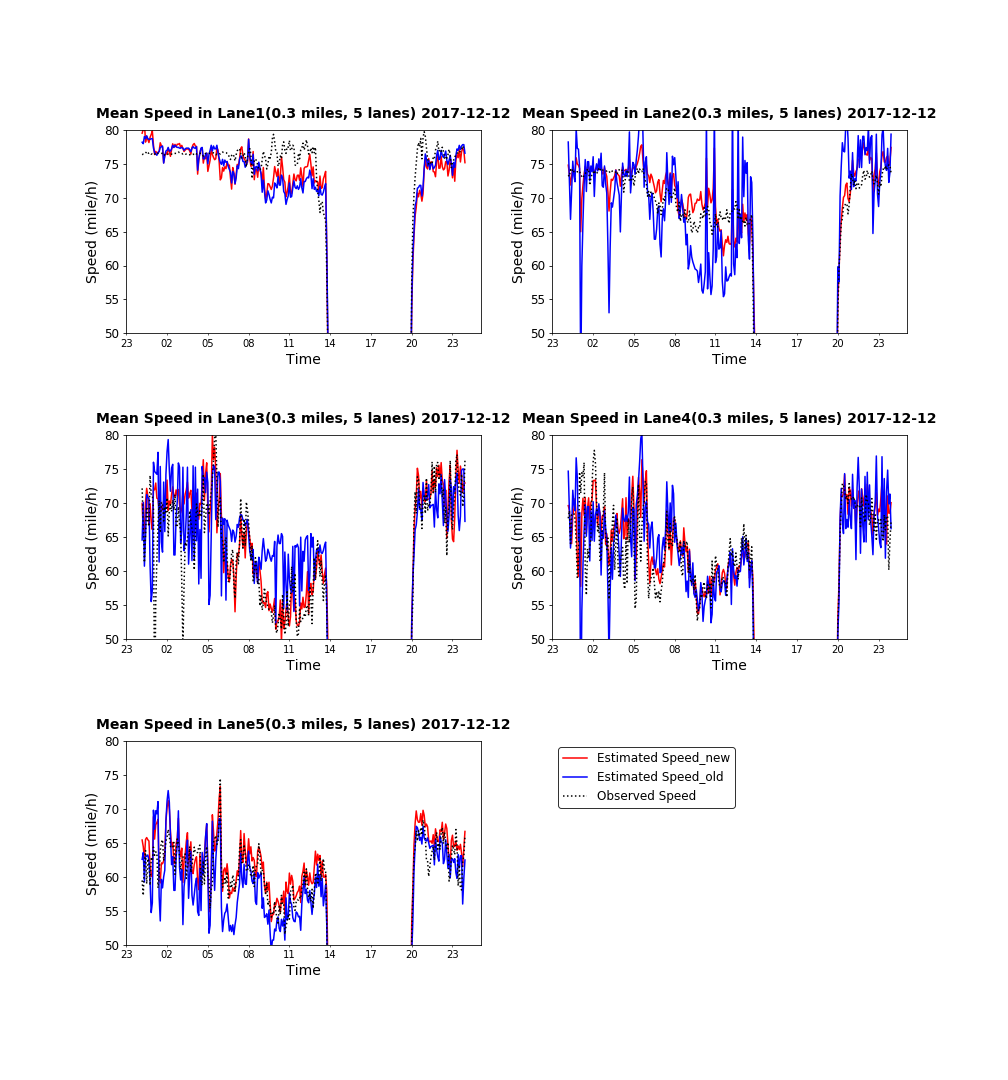 Mean Speed in Lane1(0.3 miles, 5 lanes) 2017-12-12
80
75
70
65
60
55
50
Speed (mile/h)
23 02 05 08 11 14 17 20 23
Time
Mean Speed in Lane2(0.3 miles, 5 lanes) 2017-12-12
80
75
70
65
60
55
50
Speed (mile/h)
23 02 05 08 11 14 17 20 23
Time
Mean Speed in Lane3(0.3 miles, 5 lanes) 2017-12-12
80
75
70
65
60
55
50
Speed (mile/h)
23 02 05 08 11 14 17 20 23
Time
Mean Speed in Lane4(0.3 miles, 5 lanes) 2017-12-12
80
75
70
65
60
55
50
Speed (mile/h)
23 02 05 08 11 14 17 20 23
Time
Mean Speed in Lane5(0.3 miles, 5 lanes) 2017-12-12
80
75
70
65
60
55
50
Speed (mile/h)
23 02 05 08 11 14 17 20 23
Time
Estimated Speed_new
Estimated Speed_old
Observed Speed